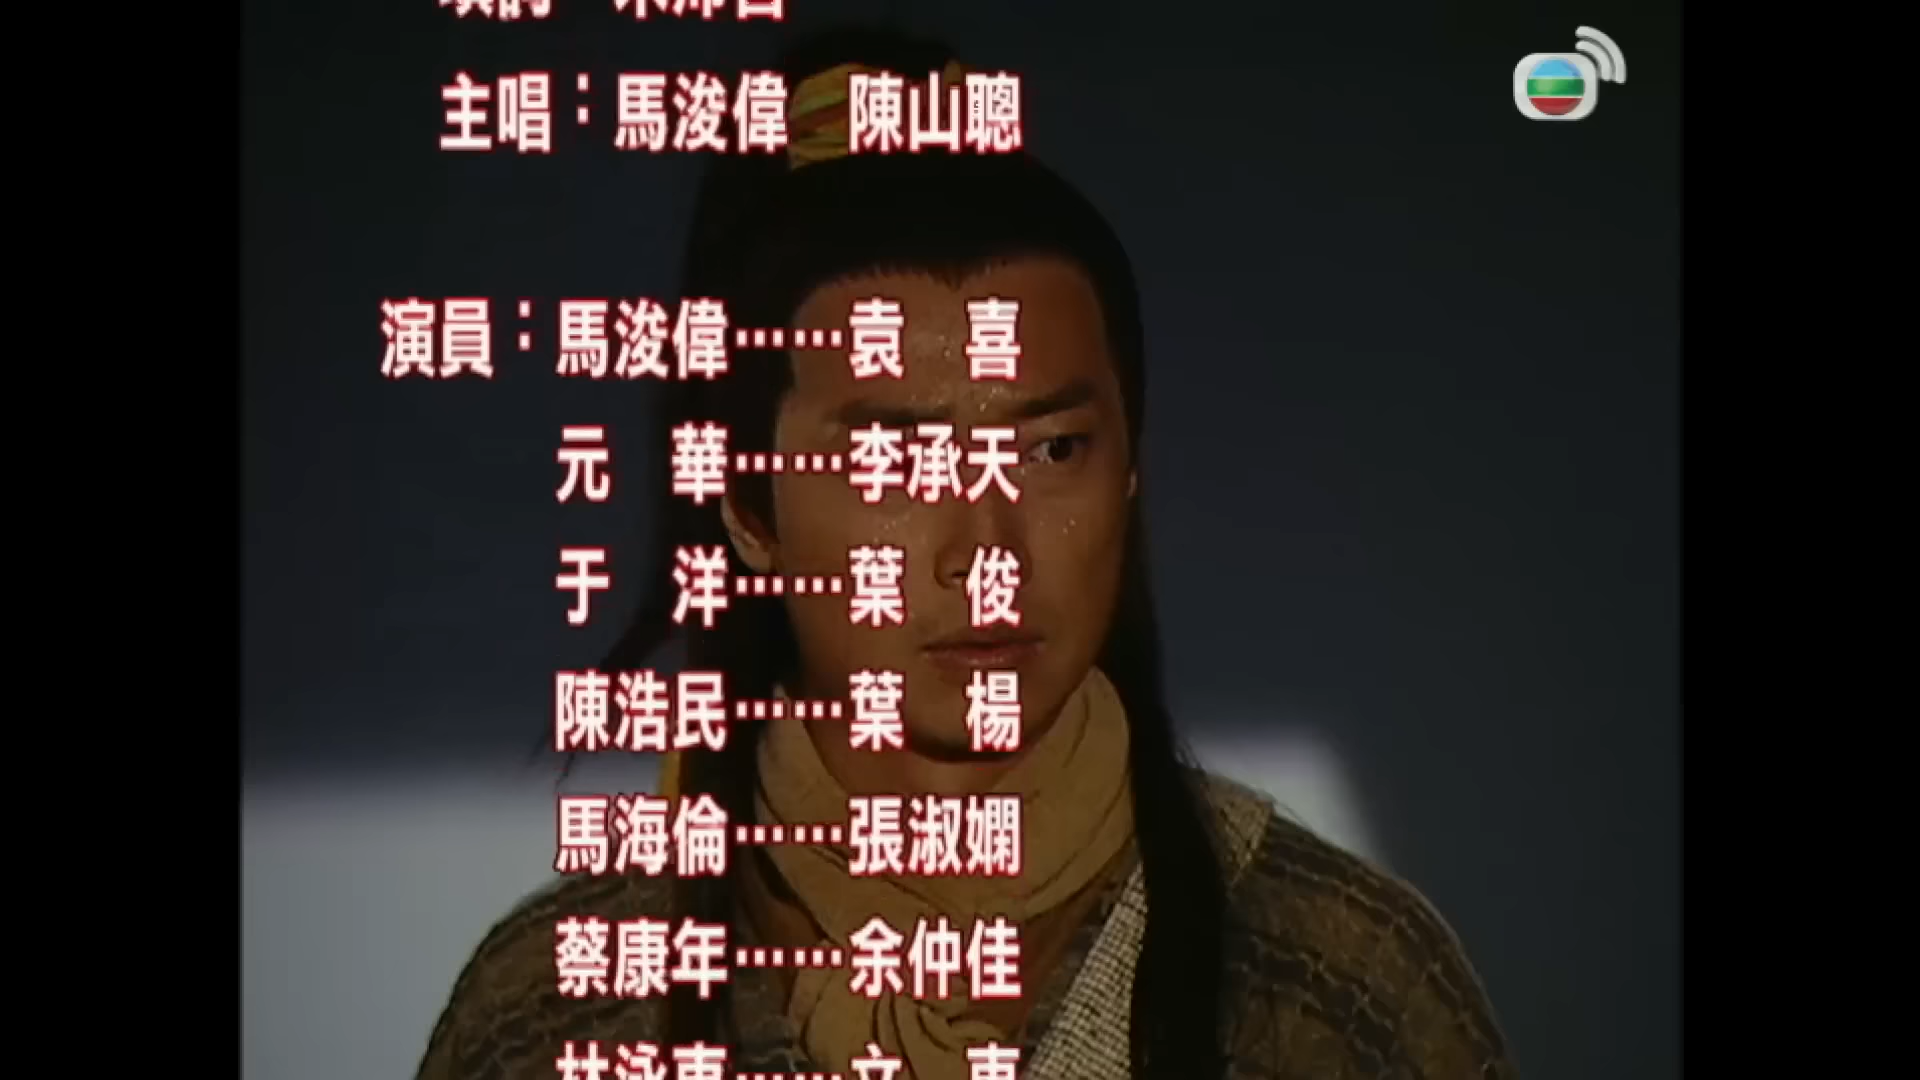 主唱：馬浚偉　陳山聰
演員：馬浚偉……袁　喜
元　華……李承天
于　洋……葉　俊
陳浩民……葉　楊
馬海倫……張淑嫻
蔡康年……余仲佳